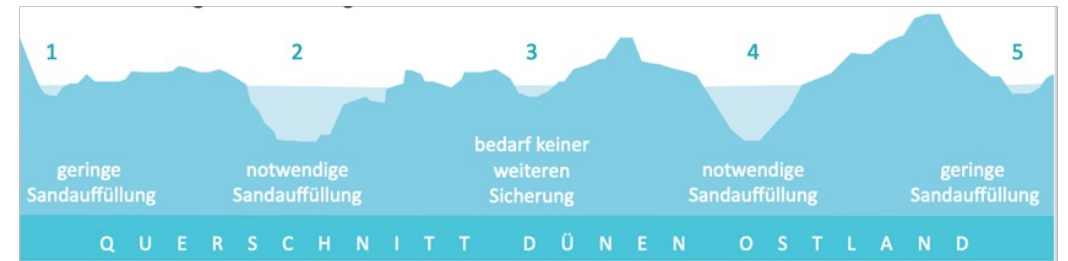 1 2 3 4 5
geringe
Sandauffüllung
notwendige
Sandauffüllung
bedarf keiner
weiteren
Sicherung
notwendige
Sandauffüllung
geringe
Sandauffüllung
QUERSCHNITT DÜNEN OSTLAND